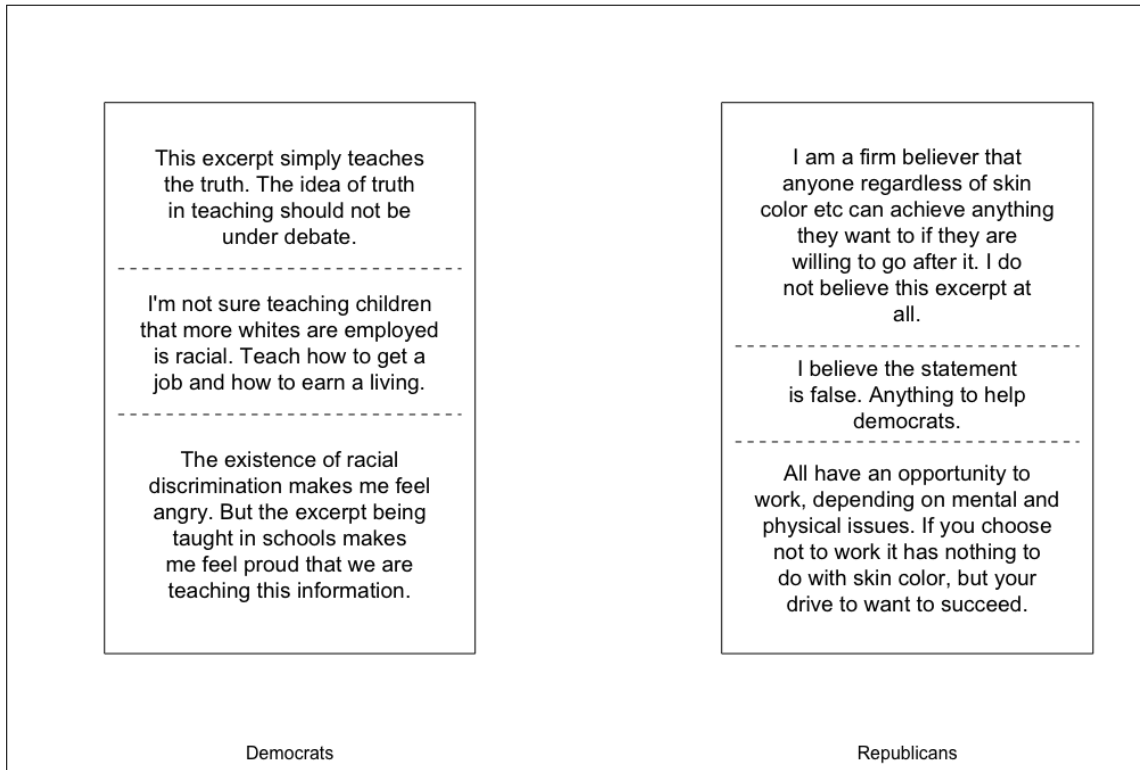 This excerpt simply teaches
the truth. The idea of truth
in teaching should not be
under debate.
I'm not sure teaching children
that more whites are employed
is racial. Teach how to get a
job and how to earn a living.
The existence of racial
discrimination makes me feel
angry. But the excerpt being
taught in schools makes
me feel proud that we are
teaching this information.
Democrats
I am a firm believer that
anyone regardless of skin
color etc can achieve anything
they want to if they are
willing to go after it. I do
not believe this excerpt at
all.
I believe the statement
is false. Anything to help
democrats.
All have an opportunity to
work, depending on mental and
physical issues. If you choose
not to work it has nothing to
do with skin color, but your
drive to want to succeed.
Republicans